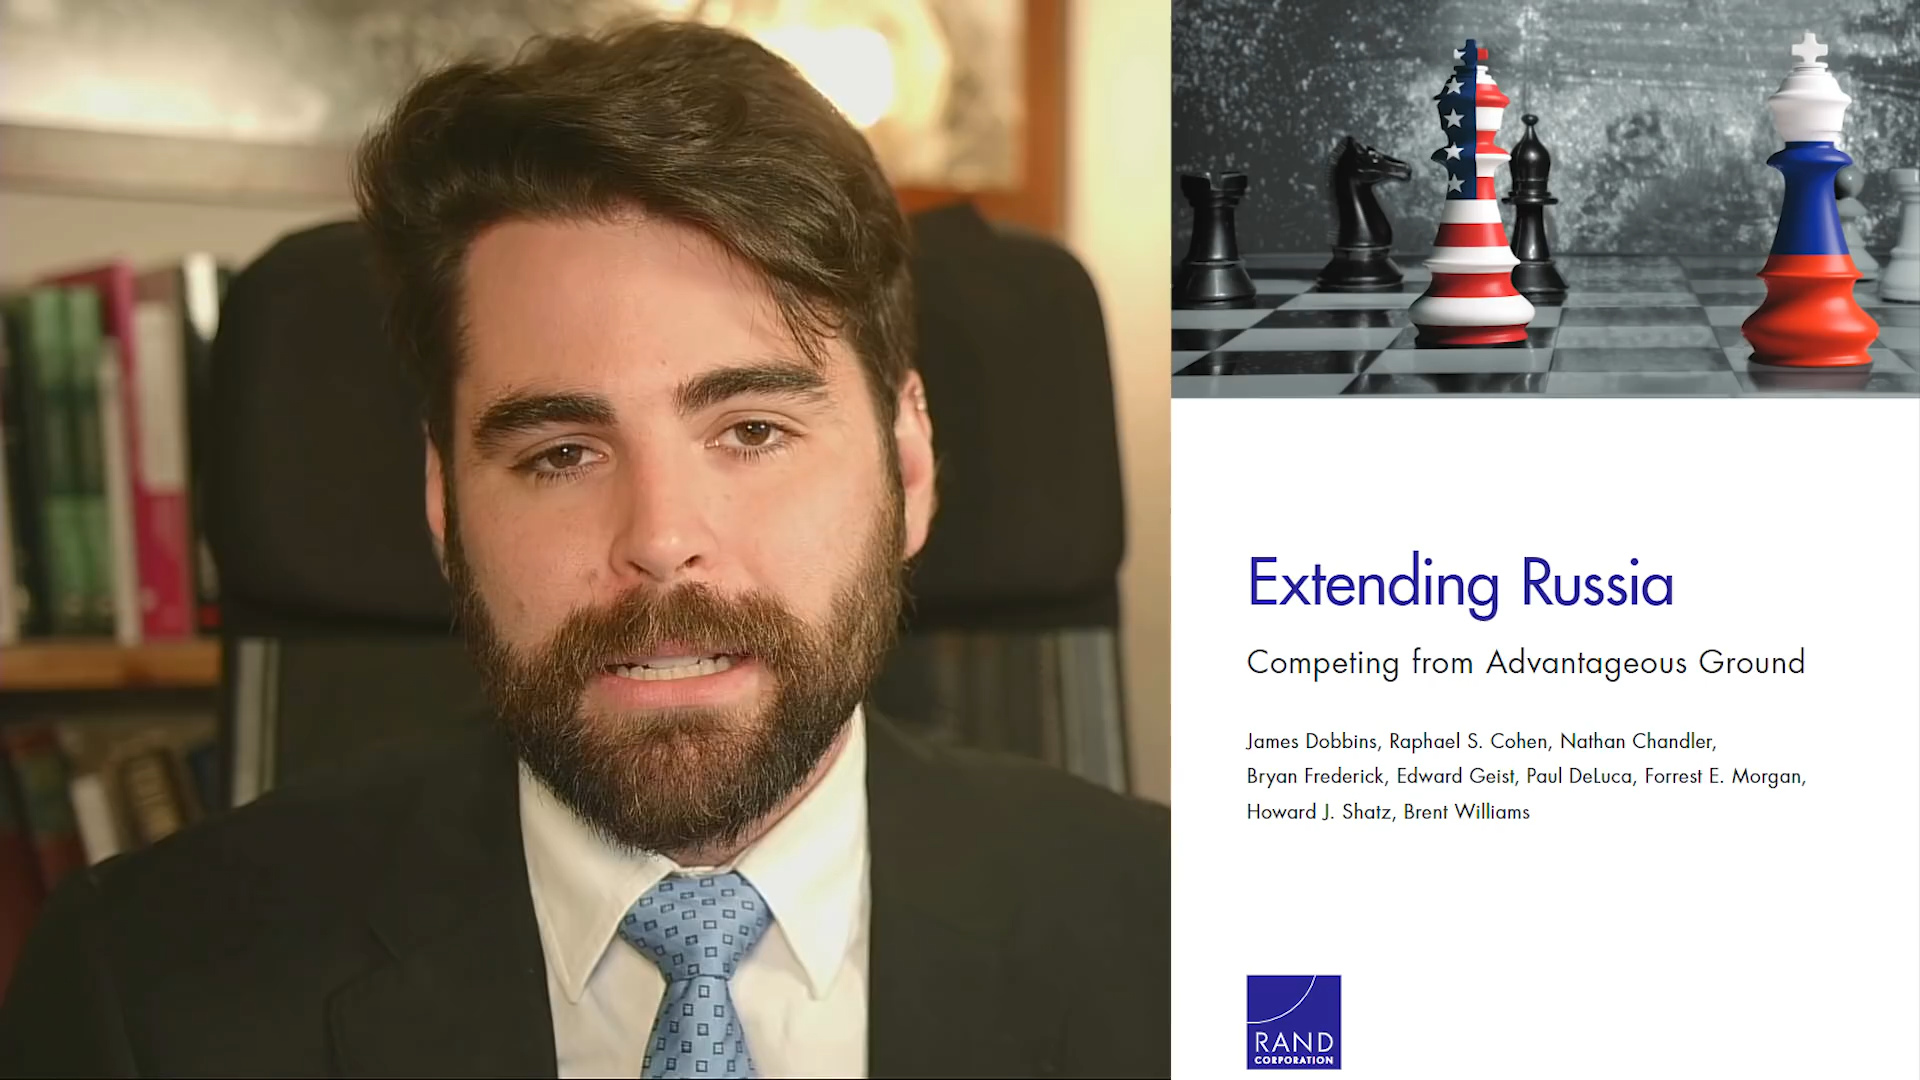 Extending Russia
Competing from Advantageous Ground
James Dobbins, Raphael S. Cohen, Nathan Chandler,
Bryan Frederick, Edward Geist, Paul DeLuca, Forrest E. Morgan,
Howard J. Shatz, Brent Williams
RAND
CORPORATION